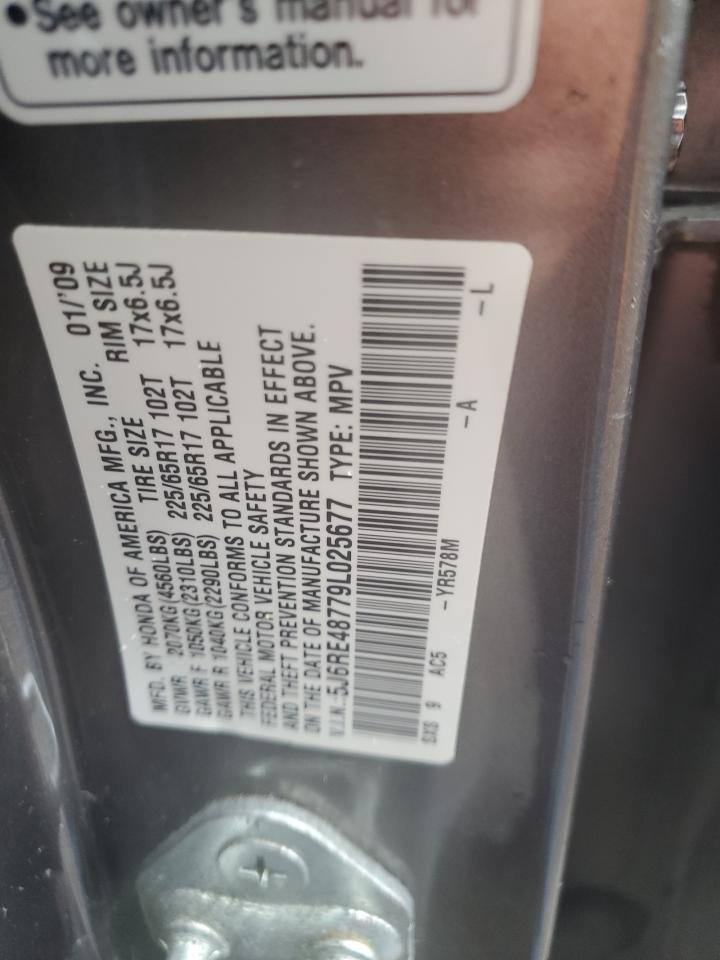 •See owner's manual for
more information.
MFD. BY HONDA OF AMERICA MFG., INC. 01/'09
GVWR 2070KG(4560LBS) TIRE SIZE RIM SIZE
GAWR F 1050KG(2310LBS) 225/65R17 102T 17x6.5J
GAWR R 1040KG(2290LBS) 225/65R17 102T 17x6.5J
THIS VEHICLE CONFORMS TO ALL APPLICABLE
FEDERAL MOTOR VEHICLE SAFETY
AND THEFT PREVENTION STANDARDS IN EFFECT
ON THE DATE OF MANUFACTURE SHOWN ABOVE.
V.I.N.:5J6RE48779L025677 TYPE: MPV
SXS 9 AC5 -YR578M -A -L